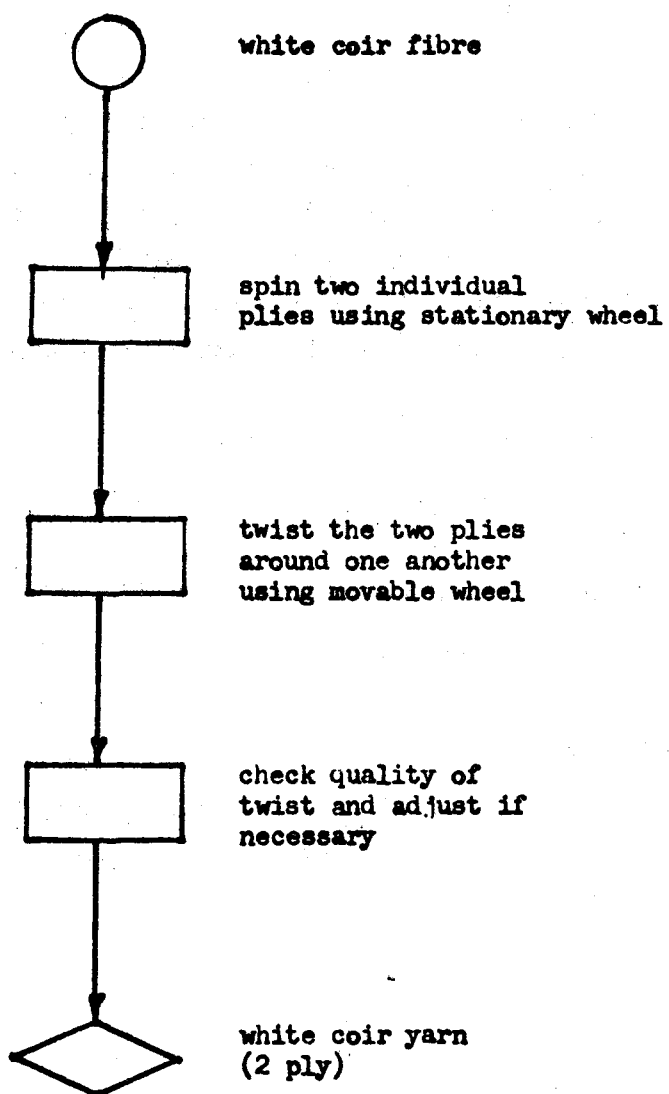 white coir fibre
spin two individual
plies using stationary wheel
twist the two plies
around one another
using movable wheel
check quality of
twist and adjust if
necessary
white coir yarn
(2 ply)